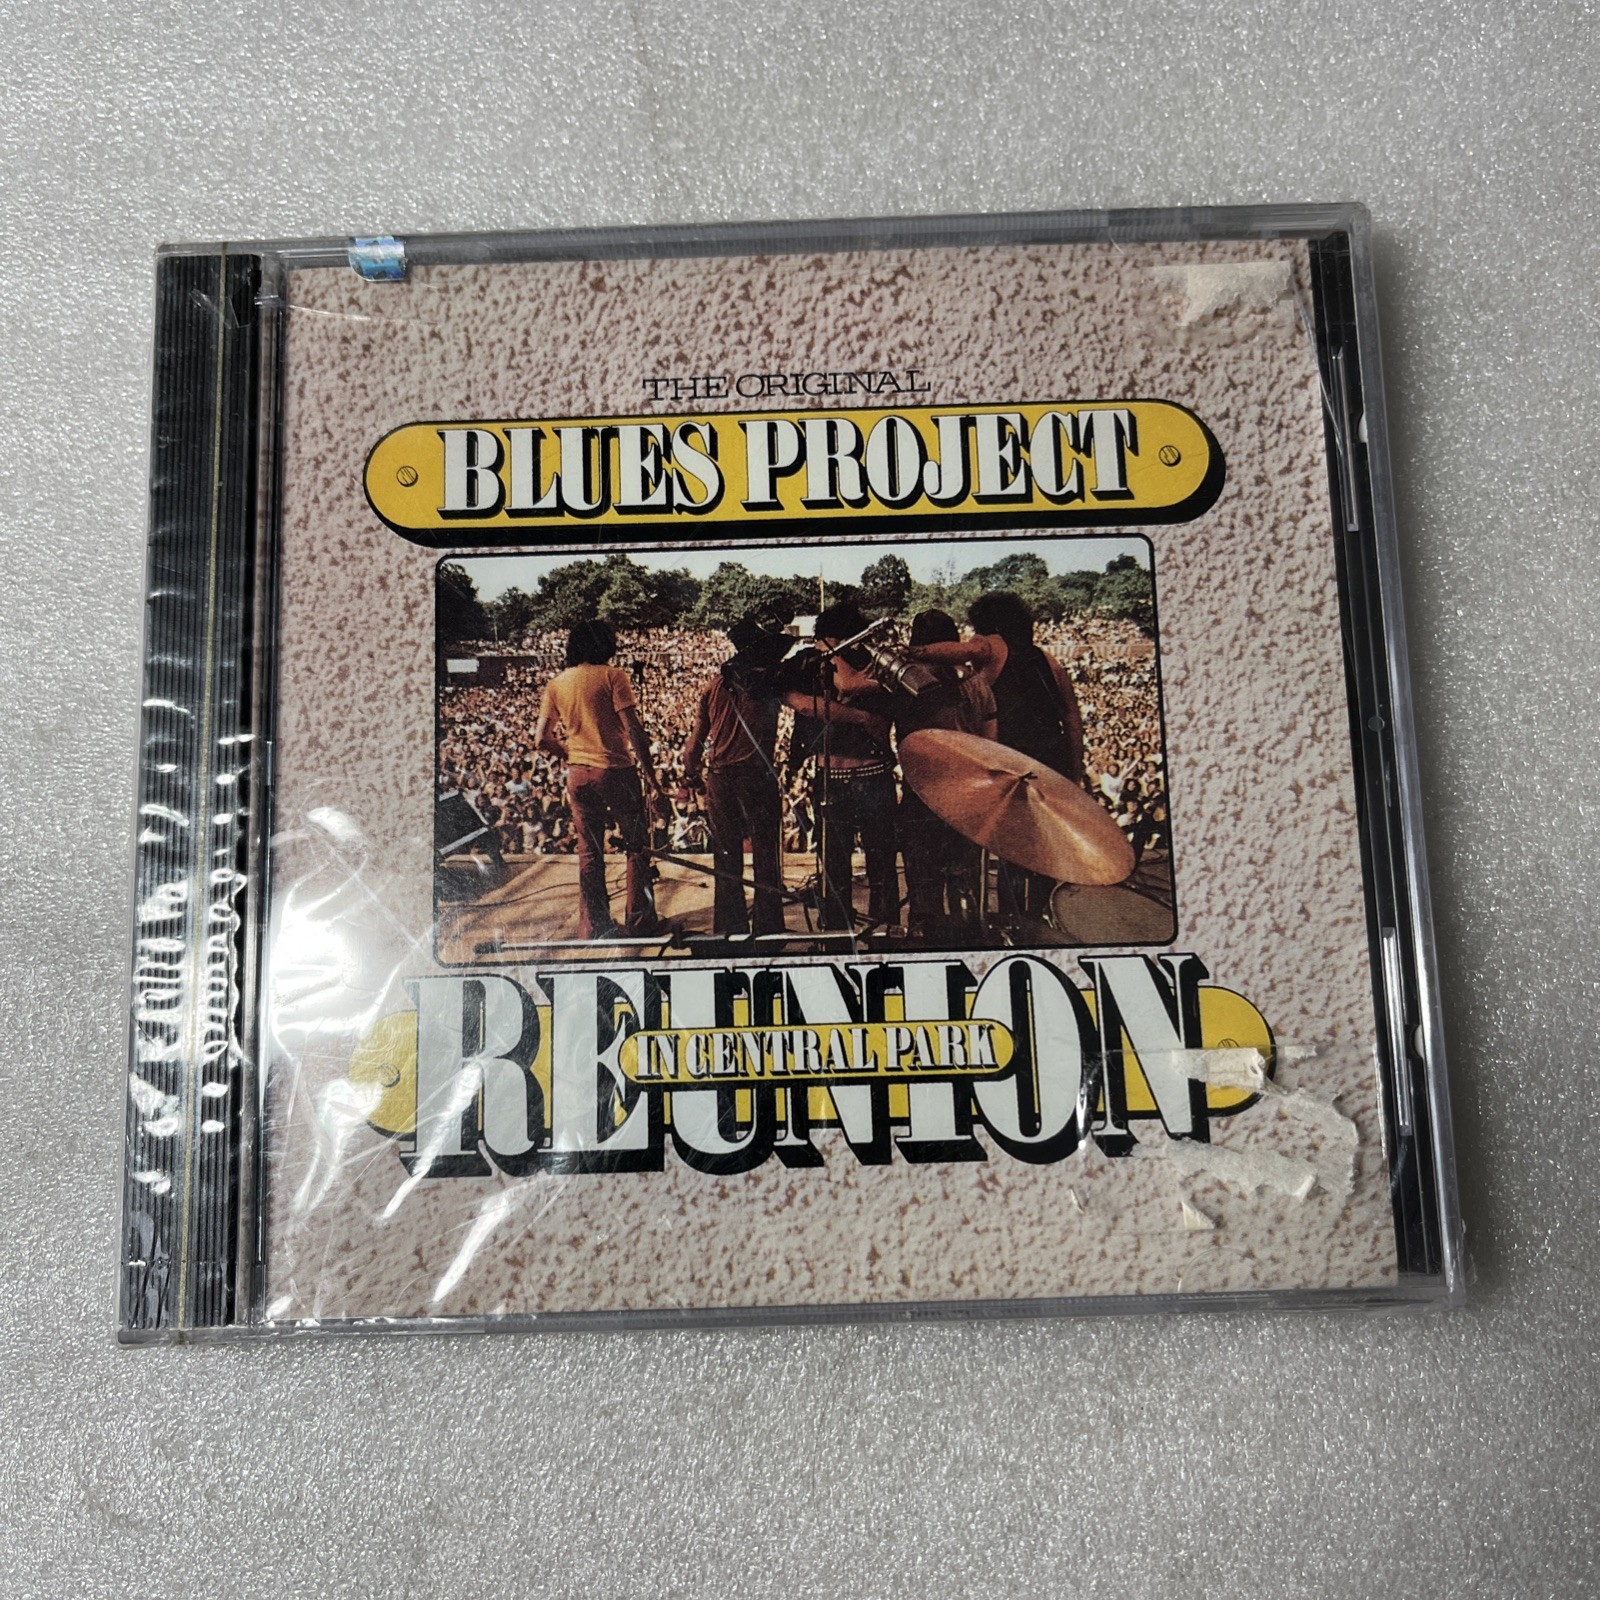 THE ORIGINAL
BLUES PROJECT
REUNION
IN CENTRAL PARK